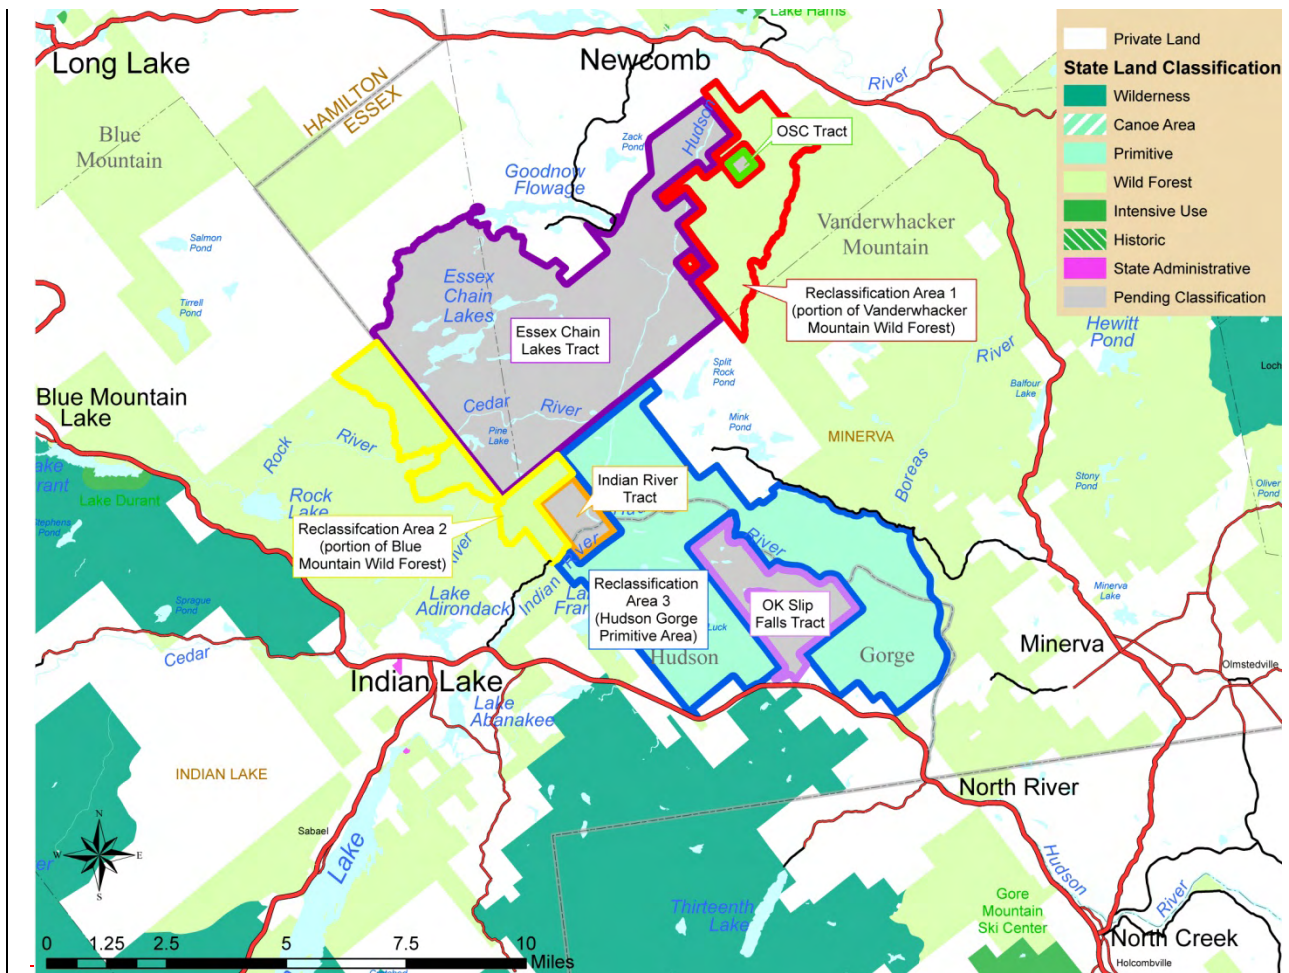 Lake Harris
Long Lake
Newcomb
River
HAMILTON
ESSEX
Blue
Mountain
Zack
Pond
Hudson
OSC Tract
Goodnow
Flowage
Vanderwhacker
Mountain
Salmon
Pond
Essex
Chain
Lakes
Tirrell
Pond
Essex Chain
Lakes Tract
Reclassification Area 1
(portion of Vanderwhacker
Mountain Wild Forest)
Private Land
State Land Classification
Wilderness
Canoe Area
Primitive
Wild Forest
Intensive Use
Historic
State Administrative
Pending Classification
Hewitt
Pond
River
Loch
Split
Rock
Pond
Balfour
Lake
Blue Mountain
Lake
Cedar
River
Pine
Lake
Mink
Pond
MINERVA
Rock
River
Boreas
Stony
Pond
Oliver
Pond
Lake Durant
Rock
Lake
Indian River
Tract
Stephens
Pond
Reclassifcation Area 2
(portion of Blue
Mountain Wild Forest)
River
River
Indian River
Reclassification
Area 3
(Hudson Gorge
Primitive Area)
OK Slip
Falls Tract
Luck
Lake
Adirondack
Sprague
Pond
Minerva
Lake
Cedar
Hudson
Gorge
Minerva
Olmstedville
Indian Lake
Lake
Abanakee
INDIAN LAKE
North River
Sabael
Lake
N
W
E
S
Thirteenth
Lake
Hudson
River
Gore
Mountain
Ski Center
North Creek
Holcombville
0 1.25 2.5 5 7.5 10
Miles